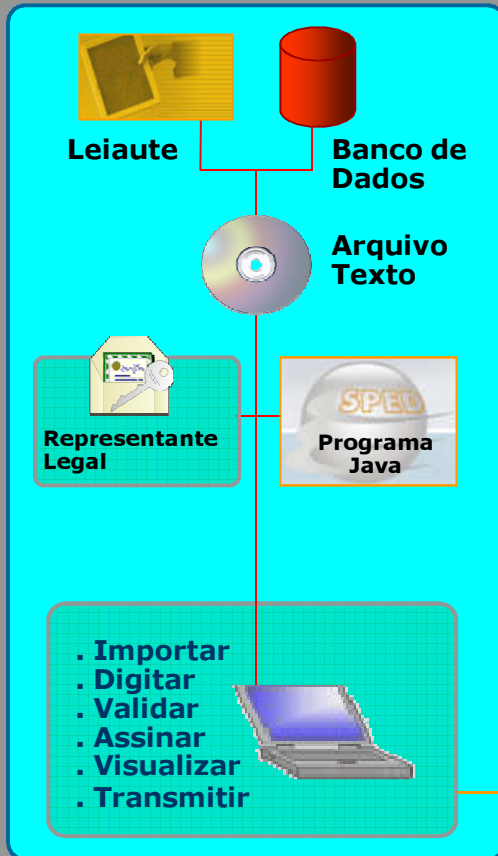 Leiaute
Banco de
Dados
Arquivo
Texto
Representante
Legal
SPED
Programa
Java
. Importar
. Digitar
. Validar
. Assinar
. Visualizar
. Transmitir